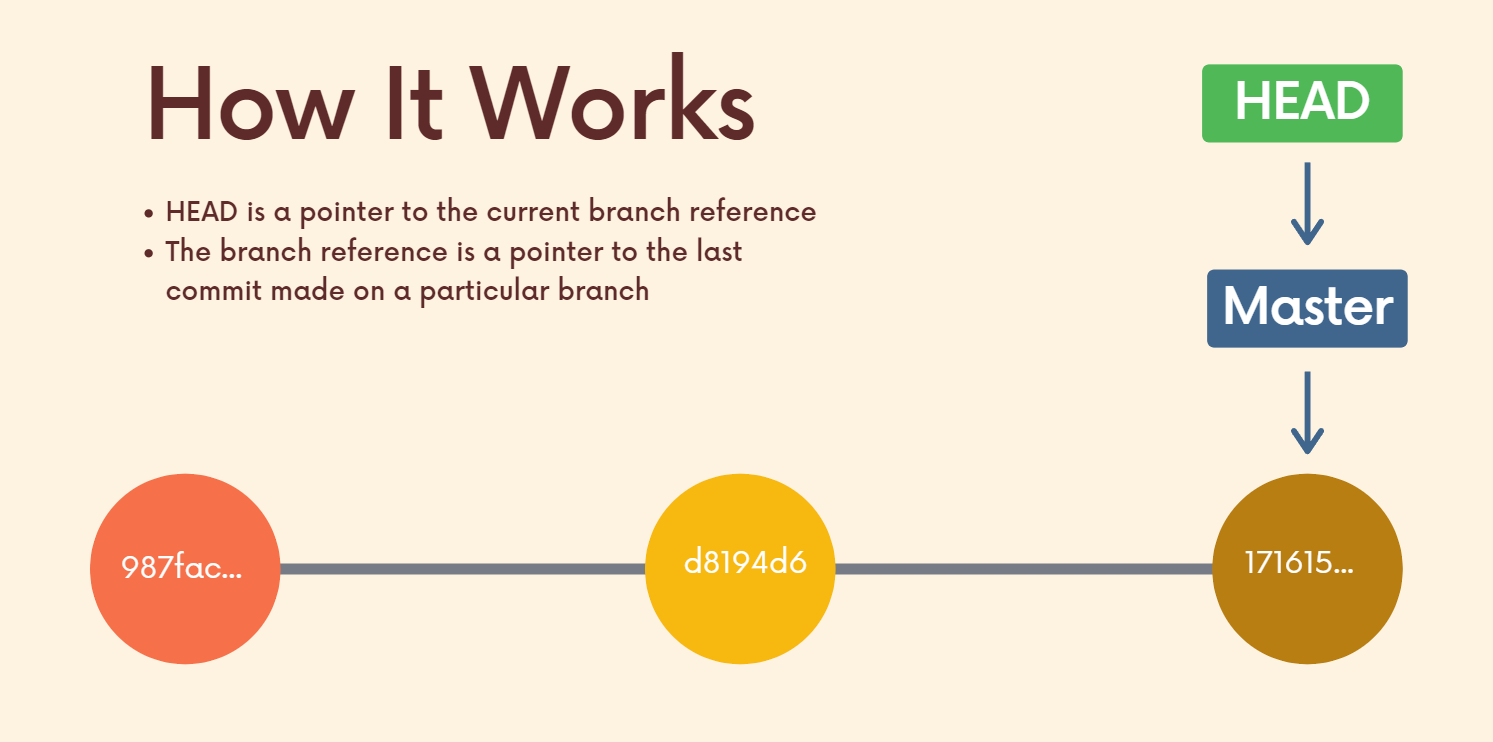 How It Works
• HEAD is a pointer to the current branch reference
• The branch reference is a pointer to the last
commit made on a particular branch
HEAD
Master
987fac...
d8194d6
171615...